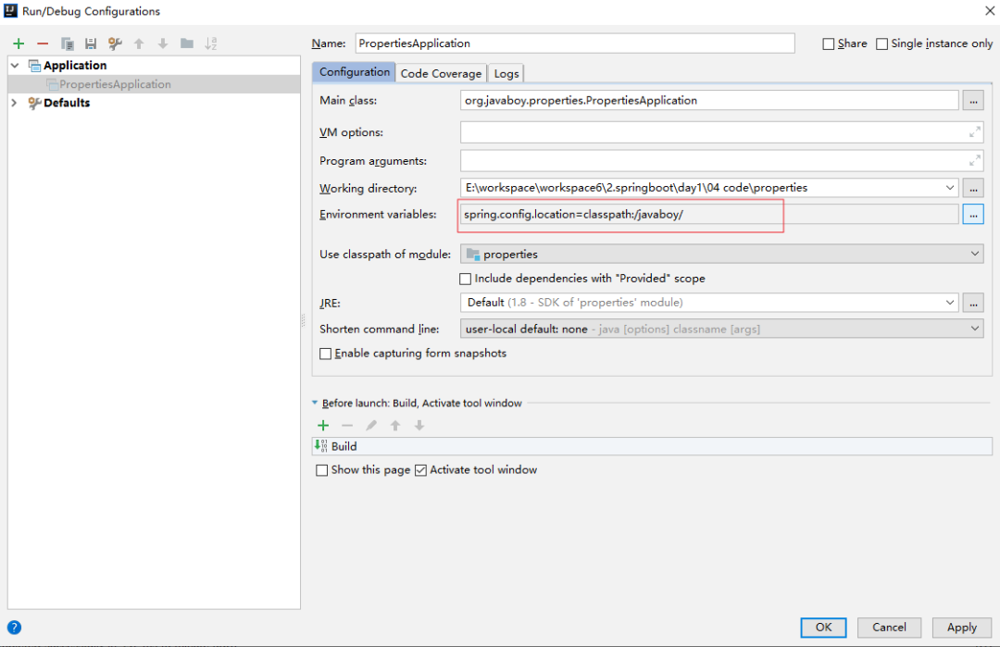 Run/Debug Configurations
Name: PropertiesApplication Share Single instance only
Application
PropertiesApplication
Defaults
Configuration Code Coverage Logs
Main class: org.javaboy.properties.PropertiesApplication ...
VM options:
Program arguments:
Working directory: E:\workspace\workspace6\2.springboot\day1\04 code\properties ...
Environment variables: spring.config.location=classpath:/javaboy/ ...
Use classpath of module: properties
Include dependencies with "Provided" scope
JRE: Default (1.8 - SDK of 'properties' module) ...
Shorten command line: user-local default: none - java [options] classname [args]
Enable capturing form snapshots
Before launch: Build, Activate tool window
Build
Show this page Activate tool window
OK Cancel Apply